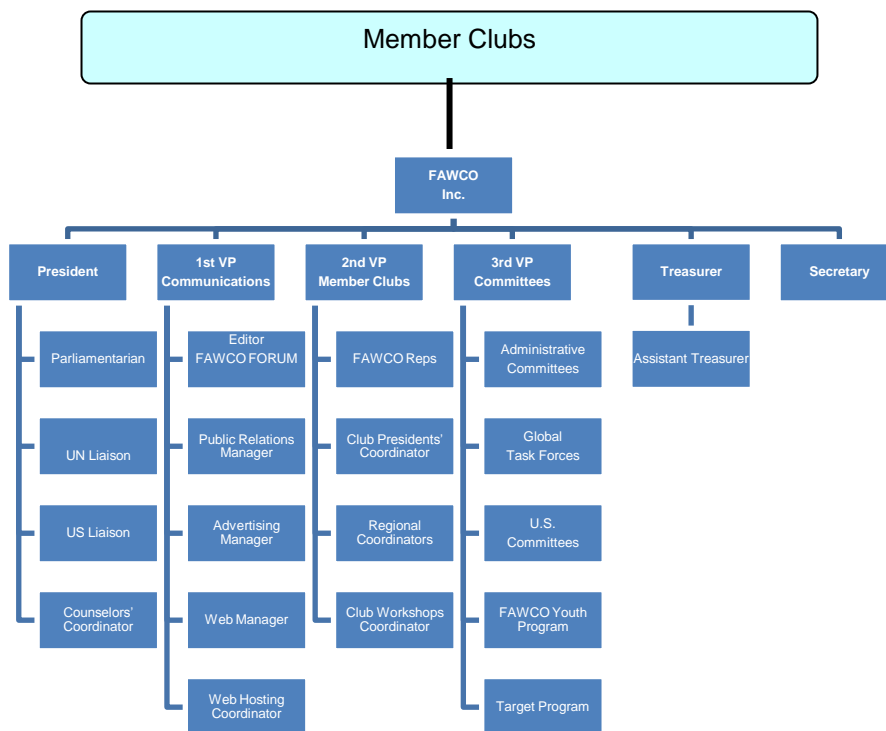 Member Clubs
FAWCO
Inc.
President
1st VP
Communications
2nd VP
Member Clubs
3rd VP
Committees
Treasurer
Secretary
Parliamentarian
UN Liaison
US Liaison
Counselors'
Coordinator
Editor
FAWCO FORUM
Public Relations
Manager
Advertising
Manager
Web Manager
Web Hosting
Coordinator
FAWCO Reps
Club Presidents'
Coordinator
Regional
Coordinators
Club Workshops
Coordinator
Administrative
Committees
Global
Task Forces
U.S.
Committees
FAWCO Youth
Program
Target Program
Assistant Treasurer